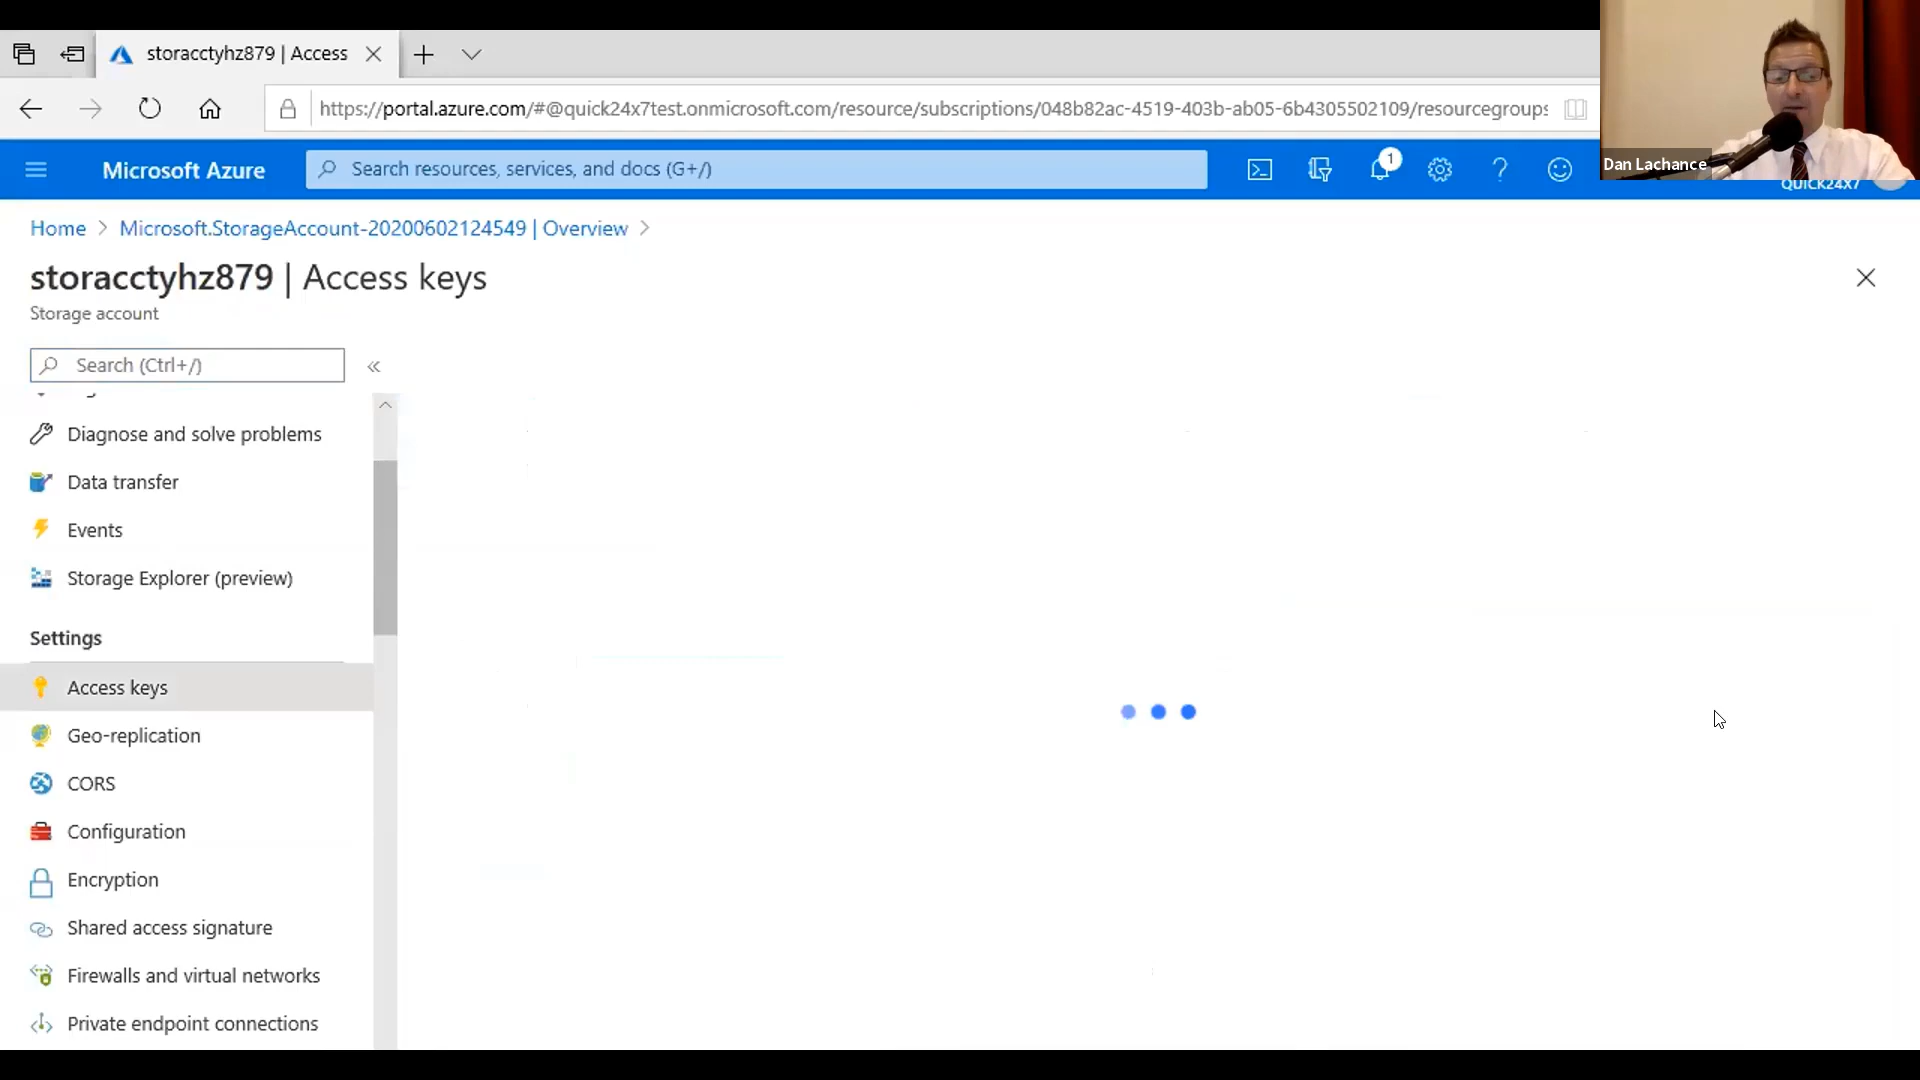 storacctyhz879 | Access
https://portal.azure.com/#@quick24x7test.onmicrosoft.com/resource/subscriptions/048b82ac-4519-403b-ab05-6b4305502109/resourcegroups
Dan Lachance
Microsoft Azure
Search resources, services, and docs (G+/)
1
QUICK24X7
Home > Microsoft.StorageAccount-20200602124549 | Overview >
storacctyhz879 | Access keys
Storage account
Search (Ctrl+/)
Diagnose and solve problems
Data transfer
Events
Storage Explorer (preview)
Settings
Access keys
Geo-replication
CORS
Configuration
Encryption
Shared access signature
Firewalls and virtual networks
Private endpoint connections